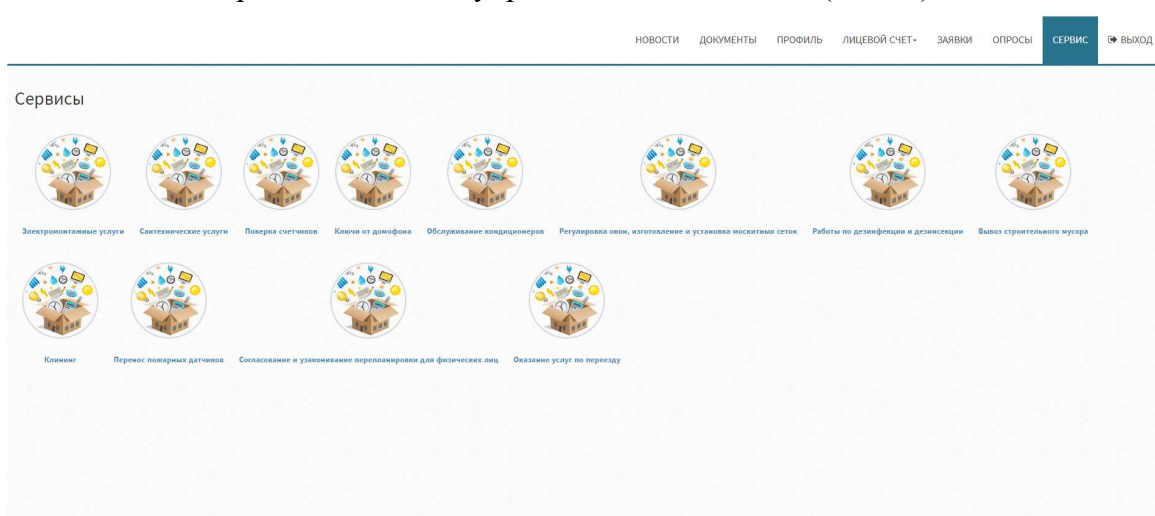 НОВОСТИ ДОКУМЕНТЫ ПРОФИЛЬ ЛИЦЕВОЙ СЧЕТ ЗАЯВКИ ОПРОСЫ СЕРВИС ВЫХОД
Сервисы
Электромонтажные услуги Сантехнические услуги Поверка счетчиков Ключи от домофона Обслуживание кондиционеров Регулировка окон, изготовление и установка москитных сеток Работы по дезинфекции и дезинсекции Вывоз строительного мусора
Клининг Перенос пожарных датчиков Согласование и узаконивание перепланировки для физических лиц Оказание услуг по переезду